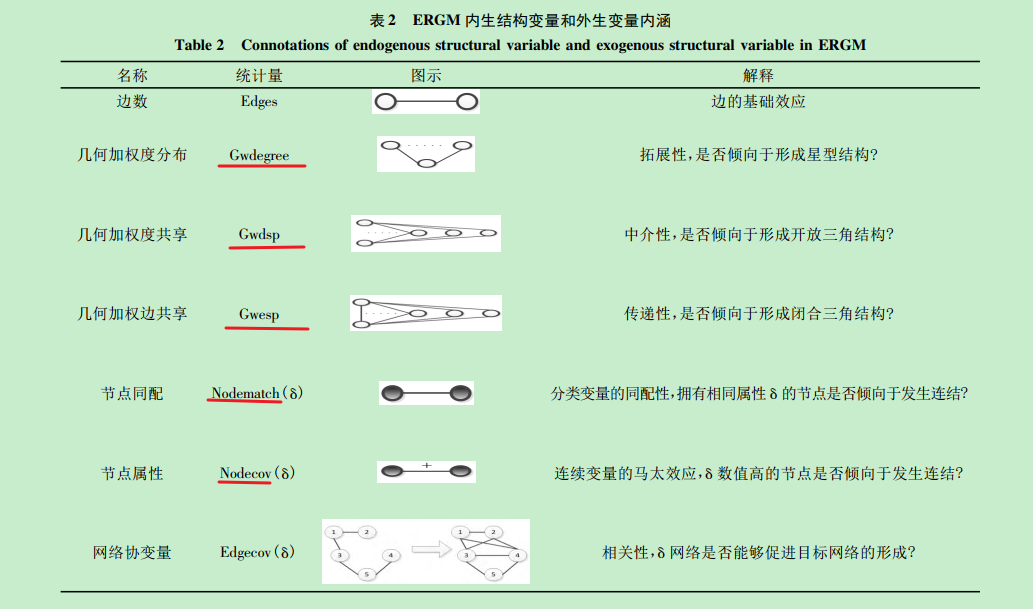 表2 ERGM 内生结构变量和外生变量内涵
Table 2 Connotations of endogenous structural variable and exogenous structural variable in ERGM
名称 统计量 图示 解释
边数 Edges 边的基础效应
几何加权度分布 Gwdegree 拓展性,是否倾向于形成星型结构?
几何加权度共享 Gwdsp 中介性,是否倾向于形成开放三角结构?
几何加权边共享 Gwesp 传递性,是否倾向于形成闭合三角结构?
节点同配 Nodematch(δ) 分类变量的同配性,拥有相同属性 δ 的节点是否倾向于发生连结?
节点属性 Nodecov(δ) + 连续变量的马太效应,δ 数值高的节点是否倾向于发生连结?
网络协变量 Edgecov(δ) 1 2 3 4 5 1 2 3 4 5 相关性,δ 网络是否能够促进目标网络的形成?